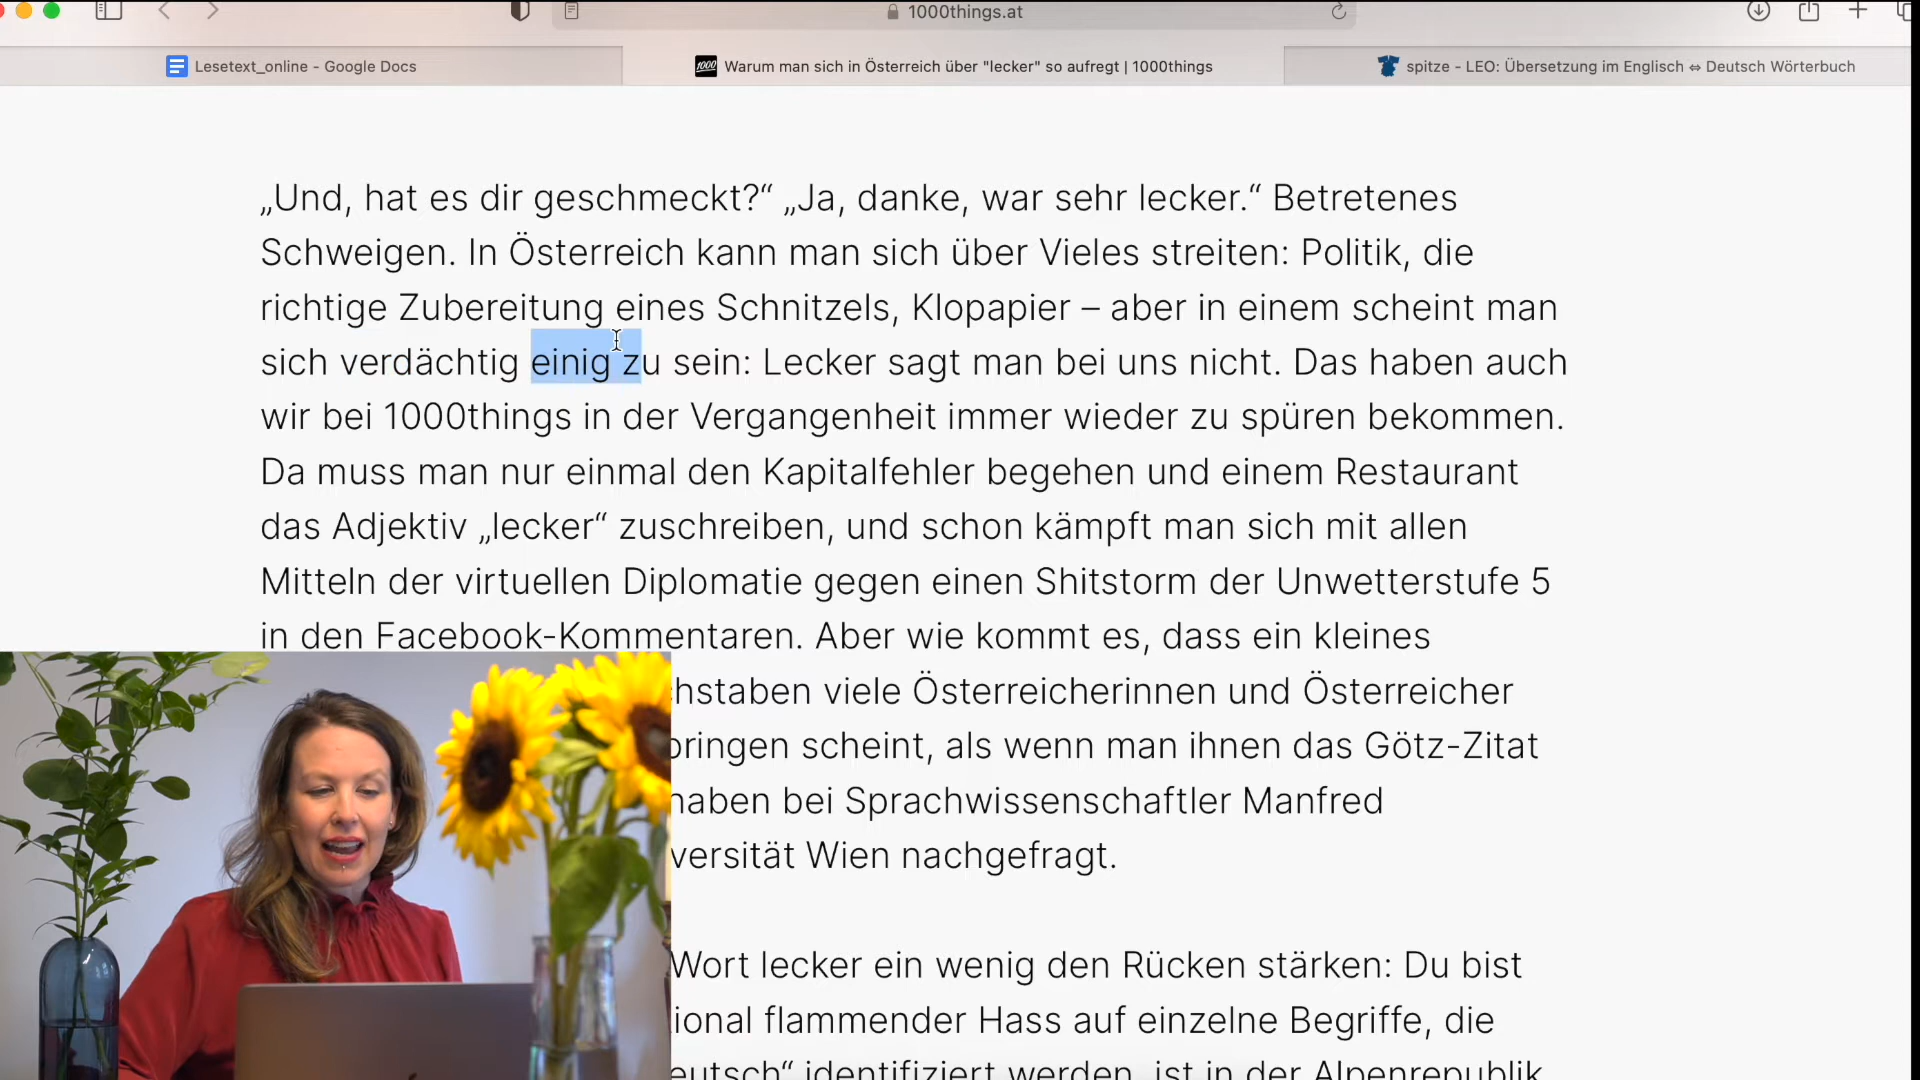 1000things.at
Lesetext_online - Google Docs
1000 Warum man sich in Österreich über "lecker" so aufregt | 1000things
spitze - LEO: Übersetzung im Englisch ⇔ Deutsch Wörterbuch
„Und, hat es dir geschmeckt?“ „Ja, danke, war sehr lecker.“ Betretenes
Schweigen. In Österreich kann man sich über Vieles streiten: Politik, die
richtige Zubereitung eines Schnitzels, Klopapier – aber in einem scheint man
sich verdächtig einig zu sein: Lecker sagt man bei uns nicht. Das haben auch
wir bei 1000things in der Vergangenheit immer wieder zu spüren bekommen.
Da muss man nur einmal den Kapitalfehler begehen und einem Restaurant
das Adjektiv „lecker“ zuschreiben, und schon kämpft man sich mit allen
Mitteln der virtuellen Diplomatie gegen einen Shitstorm der Unwetterstufe 5
in den Facebook-Kommentaren. Aber wie kommt es, dass ein kleines
hstaben viele Österreicherinnen und Österreicher
bringen scheint, als wenn man ihnen das Götz-Zitat
haben bei Sprachwissenschaftler Manfred
versität Wien nachgefragt.
Wort lecker ein wenig den Rücken stärken: Du bist
ional flammender Hass auf einzelne Begriffe, die
eutsch“ identifiziert werden, ist in der Alpenrepublik